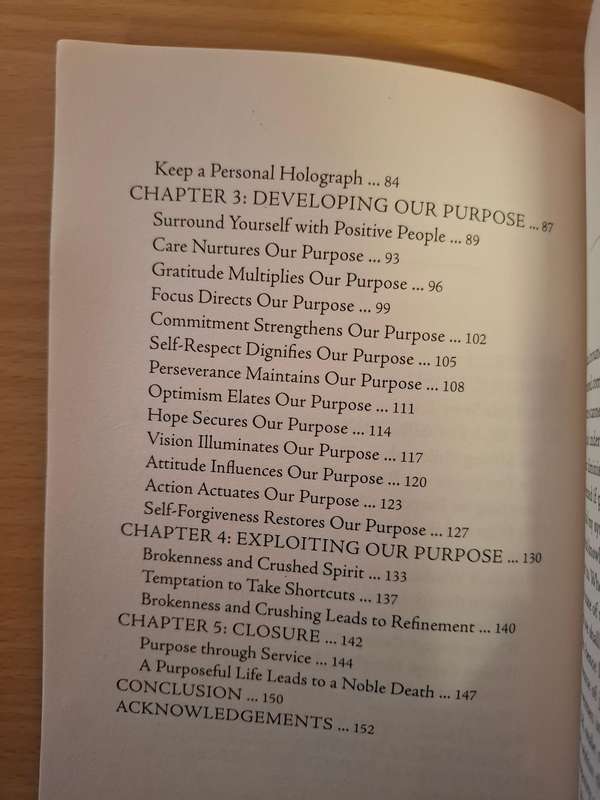 Keep a Personal Holograph ... 84
CHAPTER 3: DEVELOPING OUR PURPOSE ... 87
Surround Yourself with Positive People ... 89
Care Nurtures Our Purpose ... 93
Gratitude Multiplies Our Purpose ... 96
Focus Directs Our Purpose ... 99
Commitment Strengthens Our Purpose ... 102
Self-Respect Dignifies Our Purpose ... 105
Perseverance Maintains Our Purpose ... 108
Optimism Elates Our Purpose ... 111
Hope Secures Our Purpose ... 114
Vision Illuminates Our Purpose ... 117
Attitude Influences Our Purpose ... 120
Action Actuates Our Purpose ... 123
Self-Forgiveness Restores Our Purpose ... 127
CHAPTER 4: EXPLOITING OUR PURPOSE ... 130
Brokenness and Crushed Spirit ... 133
Temptation to Take Shortcuts ... 137
Brokenness and Crushing Leads to Refinement ... 140
CHAPTER 5: CLOSURE ... 142
Purpose through Service ... 144
A Purposeful Life Leads to a Noble Death ... 147
CONCLUSION ... 150
ACKNOWLEDGEMENTS ... 152